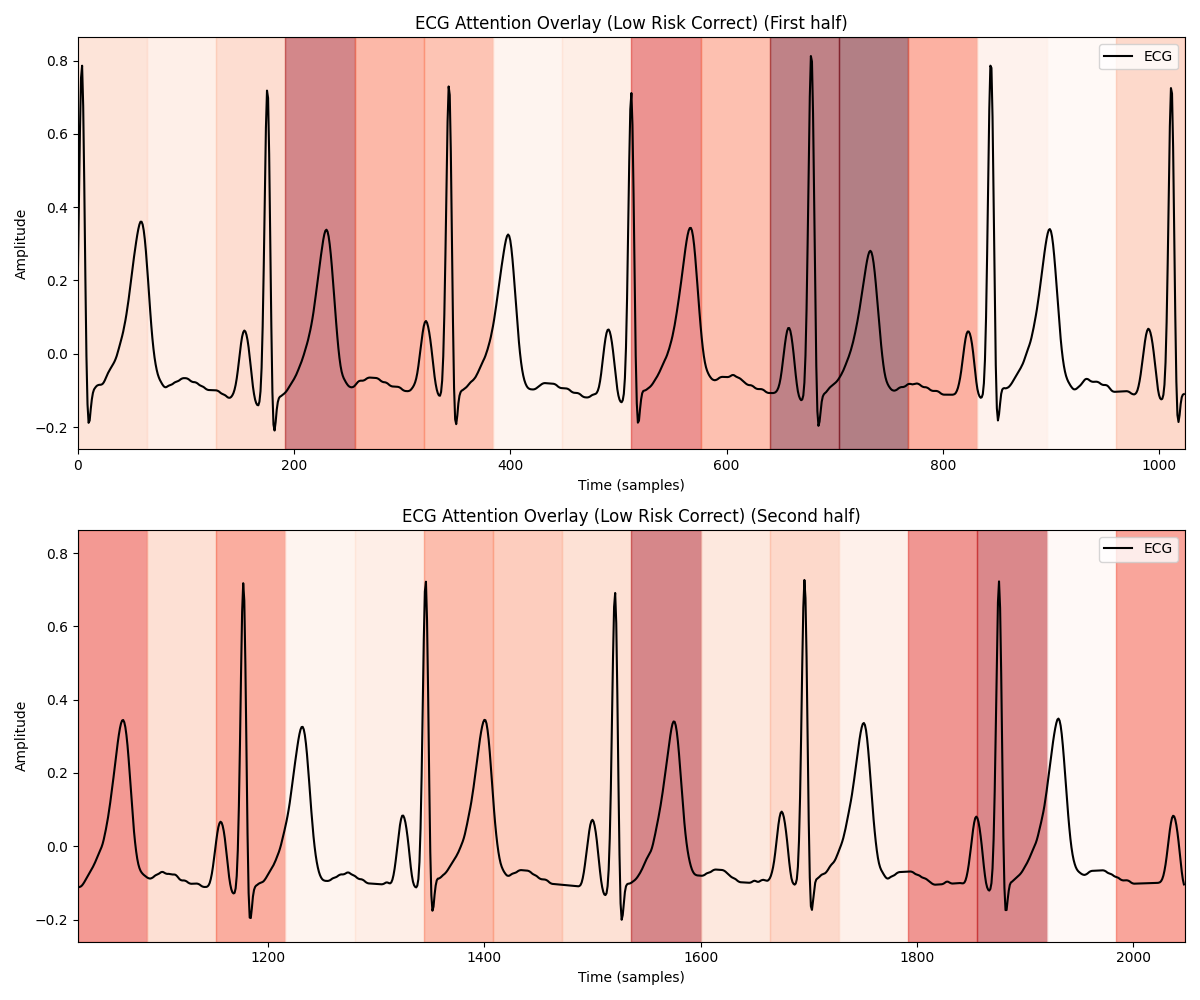 ECG Attention Overlay (Low Risk Correct) (First half)
ECG
Amplitude
0.8
0.6
0.4
0.2
0.0
−0.2
0 200 400 600 800 1000
Time (samples)
ECG Attention Overlay (Low Risk Correct) (Second half)
ECG
Amplitude
0.8
0.6
0.4
0.2
0.0
−0.2
1200 1400 1600 1800 2000
Time (samples)